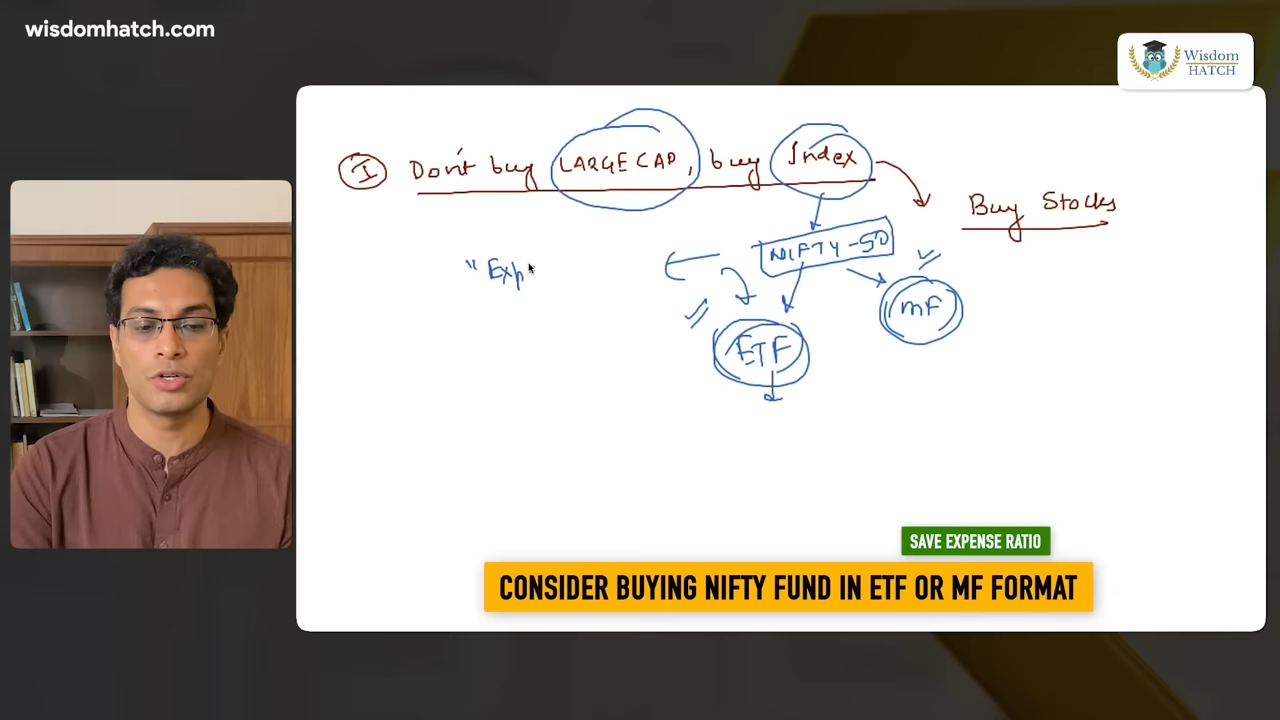 wisdomhatch.com
Wisdom
HATCH
I Don't buy LARGE CAP, buy Index
Buy Stocks
NIFTY-50
"Exp
MF
ETF
SAVE EXPENSE RATIO
CONSIDER BUYING NIFTY FUND IN ETF OR MF FORMAT